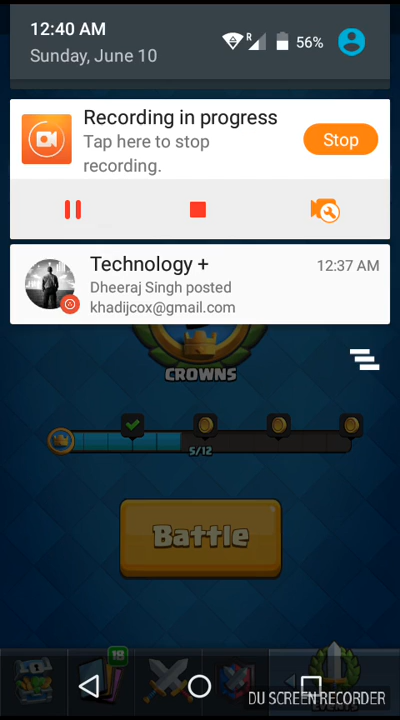 12:40 AM
Sunday, June 10
R
56%
Recording in progress
Tap here to stop
recording.
Stop
Technology +
12:37 AM
Dheeraj Singh posted
khadijcox@gmail.com
CROWNS
5/12
Battle
18
EVENTS
DU SCREEN RECORDER